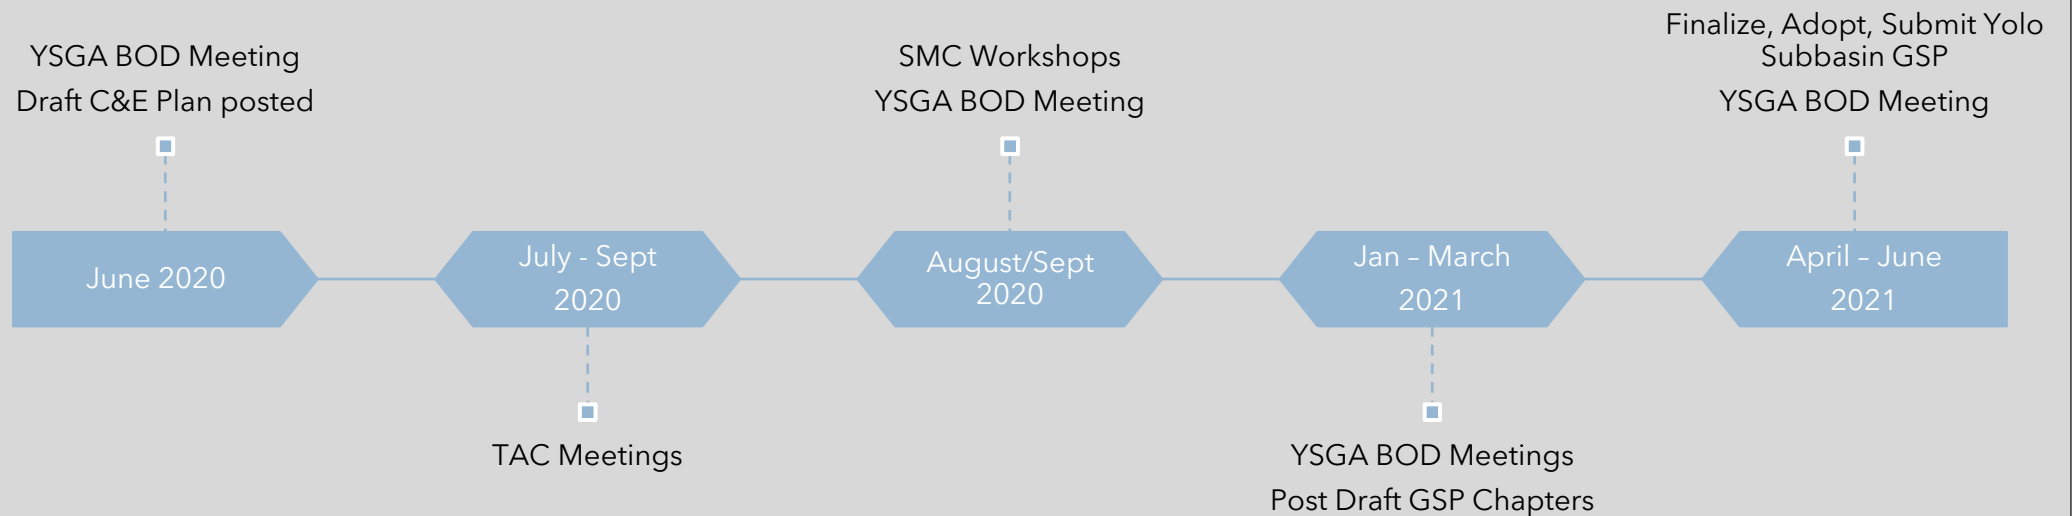 YSGA BOD Meeting
Draft C&E Plan posted
June 2020
July - Sept
2020
TAC Meetings
SMC Workshops
YSGA BOD Meeting
August/Sept
2020
Jan – March
2021
YSGA BOD Meetings
Post Draft GSP Chapters
Finalize, Adopt, Submit Yolo
Subbasin GSP
YSGA BOD Meeting
April – June
2021